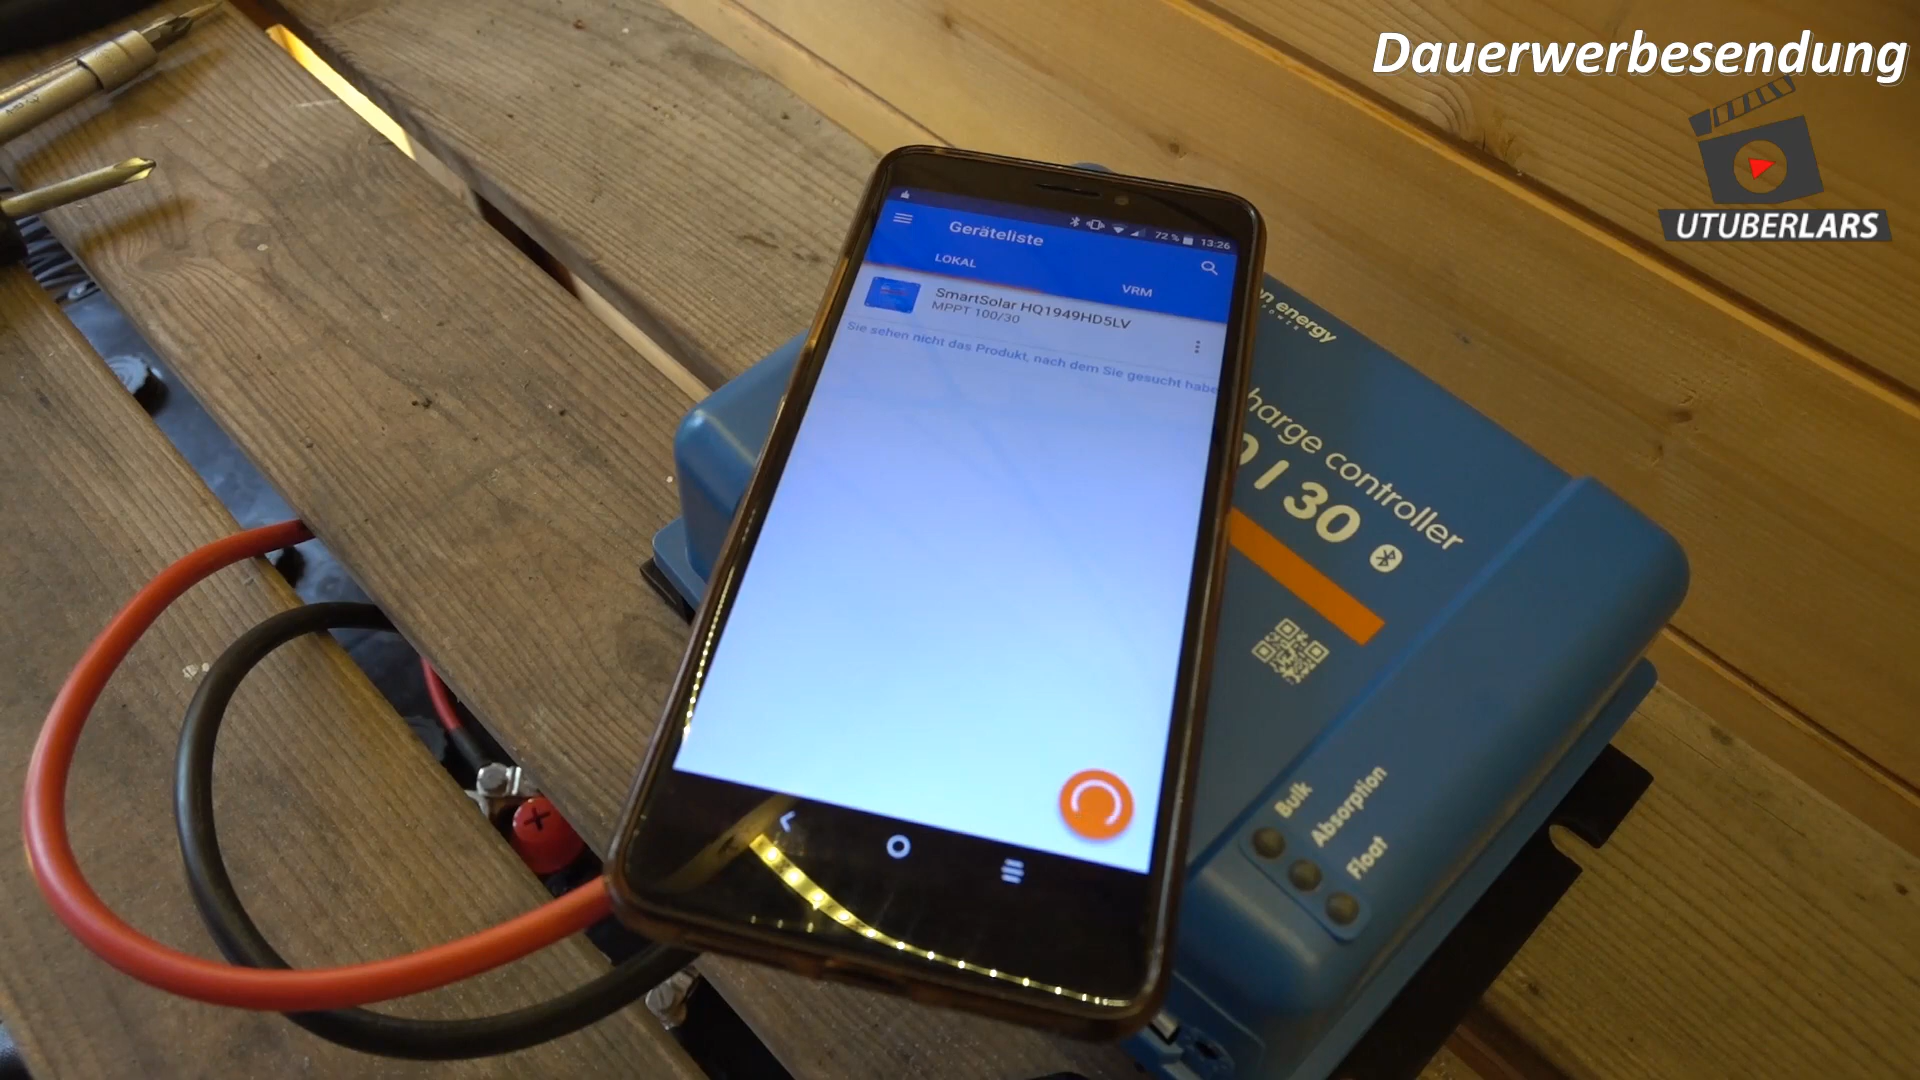 Dauerwerbesendung
UTUBERLARS
72 % 13:26
Geräteliste
LOKAL
VRM
SmartSolar HQ1949HD5LV
MPPT 100/30
Sie sehen nicht das Produkt, nach dem Sie gesucht habe
energy
controller
| 30
Bulk
Absorption
Float
+